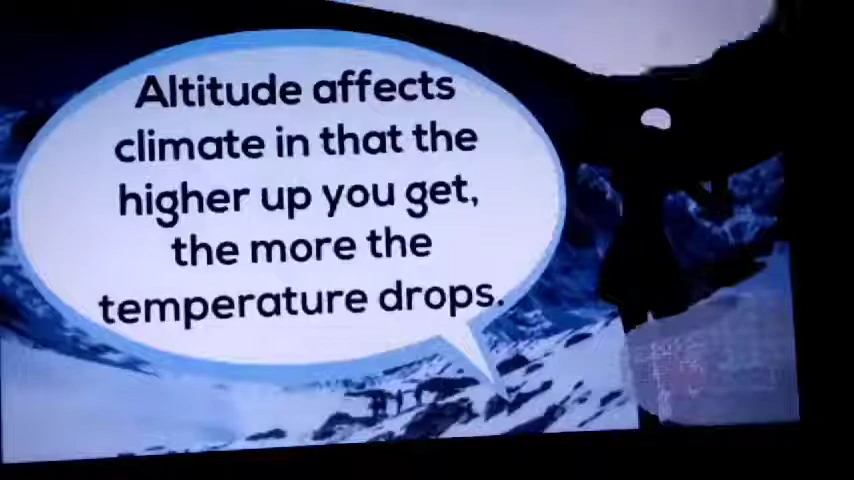 Altitude affects
climate in that the
higher up you get,
the more the
temperature drops.